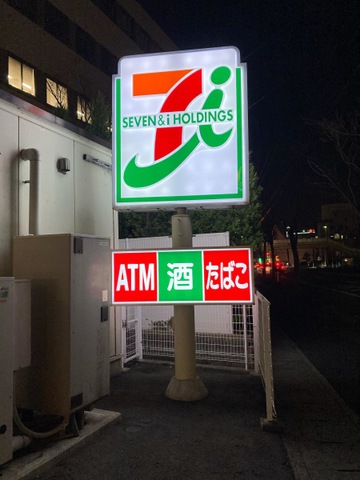 7i
SEVEN & i HOLDINGS
ATM 酒 たばこ